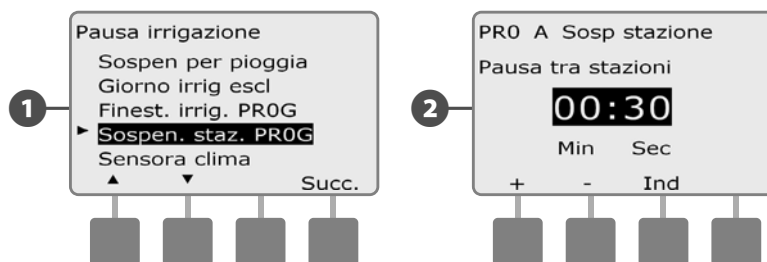 1
Pausa irrigazione
Sospen per pioggia
Giorno irrig escl
Finest. irrig. PR0G
Sospen. staz. PR0G
Sensora clima
Succ.
2
PR0 A Sosp stazione
Pausa tra stazioni
00:30
Min Sec
+ - Ind